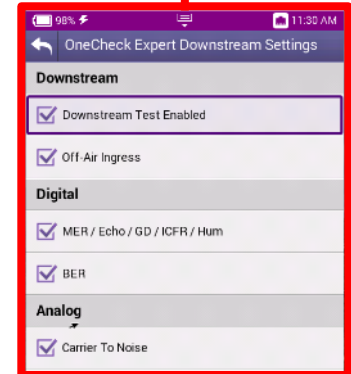 98%
11:30 AM
OneCheck Expert Downstream Settings
Downstream
Downstream Test Enabled
Off-Air Ingress
Digital
MER / Echo / GD / ICFR / Hum
BER
Analog
Carrier To Noise